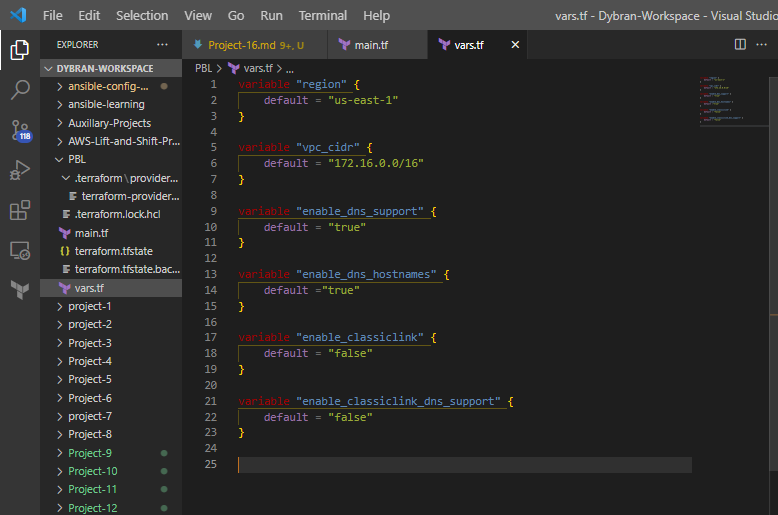 File Edit Selection View Go Run Terminal Help vars.tf - Dybran-Workspace - Visual Studio
EXPLORER ...
Project-16.md 9+, U main.tf vars.tf
DYBRAN-WORKSPACE
ansible-config-...
ansible-learning
Auxillary-Projects
AWS-Lift-and-Shift-Pr...
118
PBL
.terraform\provider...
terraform-provider...
.terraform.lock.hcl
main.tf
terraform.tfstate
terraform.tfstate.bac...
vars.tf
project-1
project-2
Project-3
Project-4
Project-5
Project-6
project-7
Project-8
Project-9
Project-10
Project-11
Project-12
PBL > vars.tf > ...
1 variable "region" {
2 default = "us-east-1"
3 }
4
5 variable "vpc_cidr" {
6 default = "172.16.0.0/16"
7 }
8
9 variable "enable_dns_support" {
10 default = "true"
11 }
12
13 variable "enable_dns_hostnames" {
14 default ="true"
15 }
16
17 variable "enable_classiclink" {
18 default = "false"
19 }
20
21 variable "enable_classiclink_dns_support" {
22 default = "false"
23 }
24
25